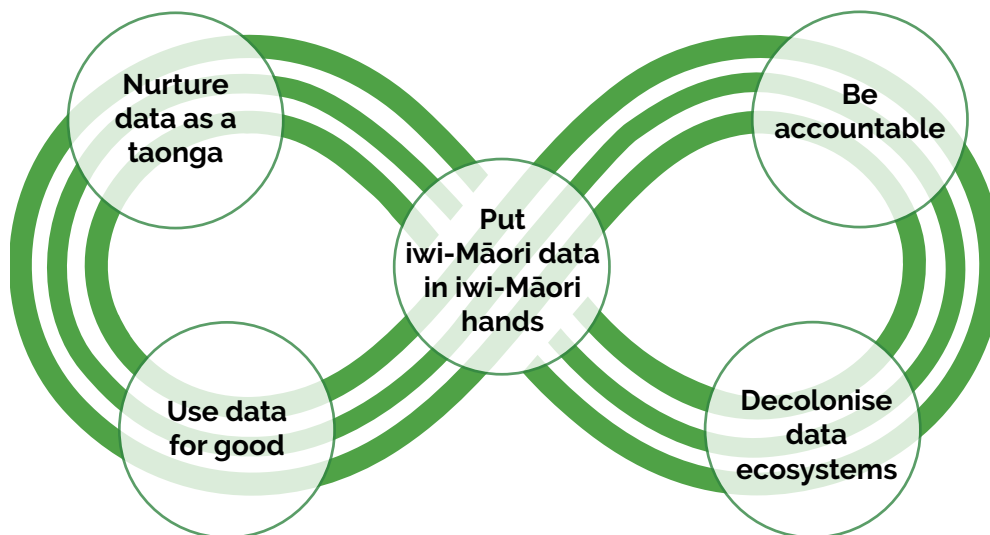 Nurture
data as a
taonga
Be
accountable
Put
iwi-Māori data
in iwi-Māori
hands
Use data
for good
Decolonise
data
ecosystems